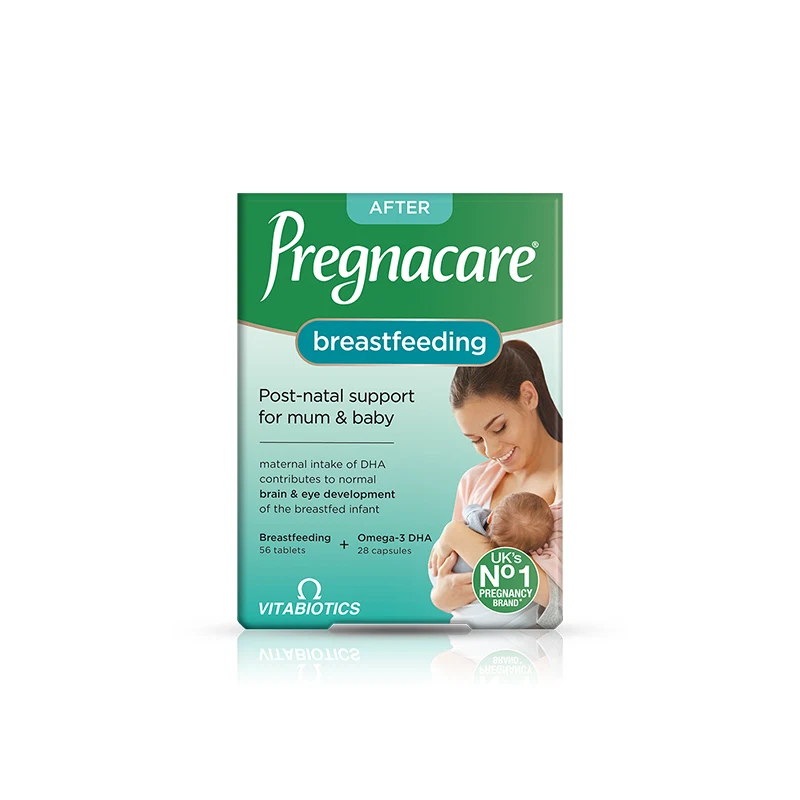 AFTER
Pregnacare®
breastfeeding
Post-natal support
for mum & baby
maternal intake of DHA
contributes to normal
brain & eye development
of the breastfed infant
Breastfeeding + Omega-3 DHA
56 tablets 28 capsules
UK's
Nº1
PREGNANCY
BRAND*
VITABIOTICS